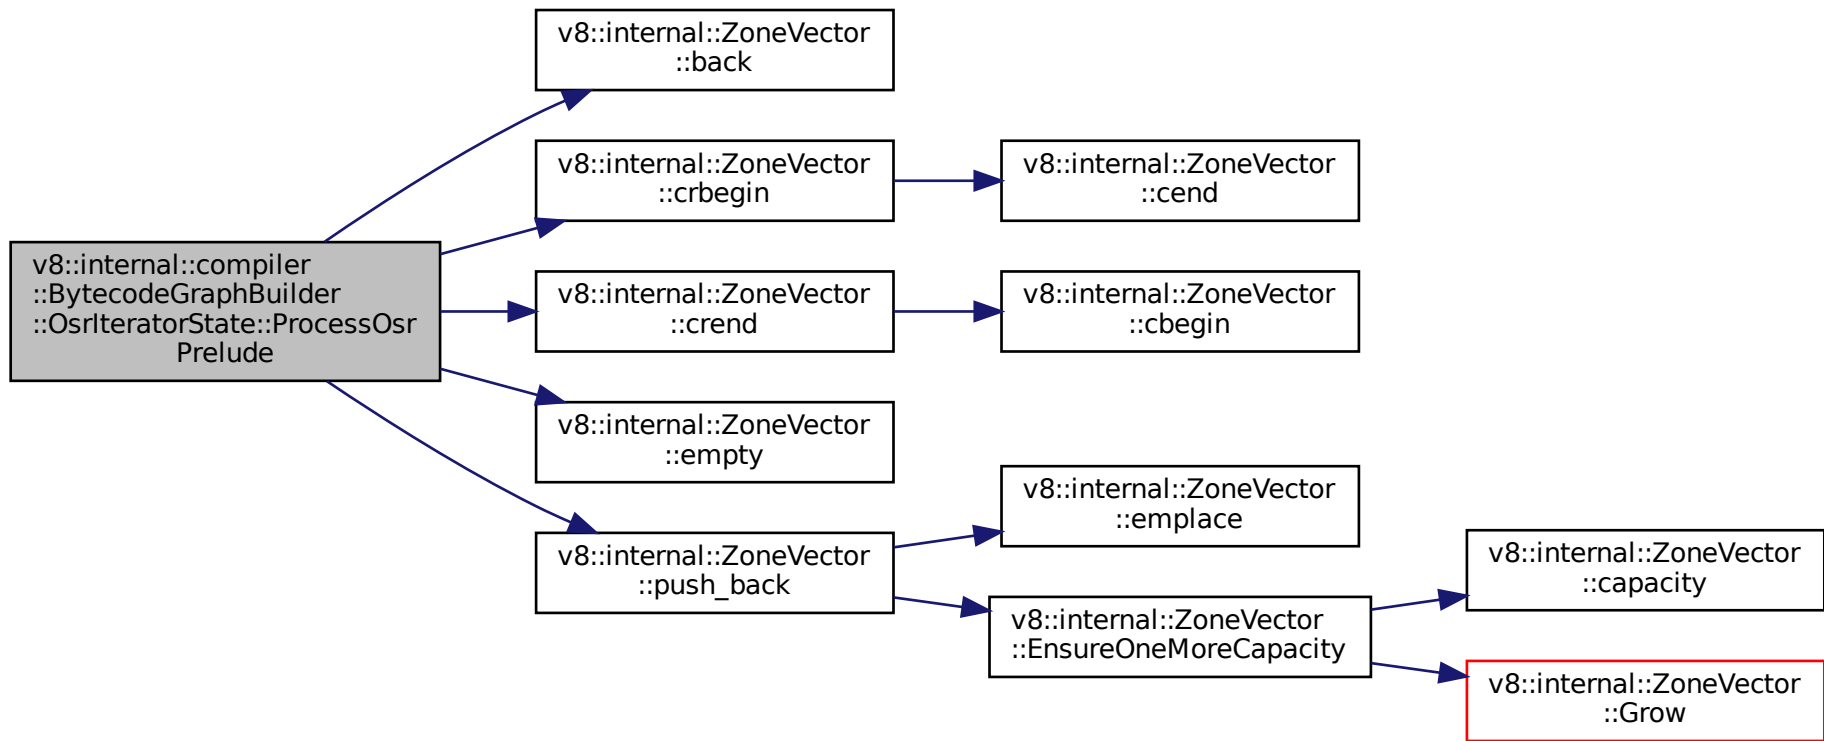 v8::internal::compiler
::BytecodeGraphBuilder
::OsrIteratorState::ProcessOsr
Prelude
v8::internal::ZoneVector
::back
v8::internal::ZoneVector
::crbegin
v8::internal::ZoneVector
::cend
v8::internal::ZoneVector
::crend
v8::internal::ZoneVector
::cbegin
v8::internal::ZoneVector
::empty
v8::internal::ZoneVector
::push_back
v8::internal::ZoneVector
::emplace
v8::internal::ZoneVector
::EnsureOneMoreCapacity
v8::internal::ZoneVector
::capacity
v8::internal::ZoneVector
::Grow